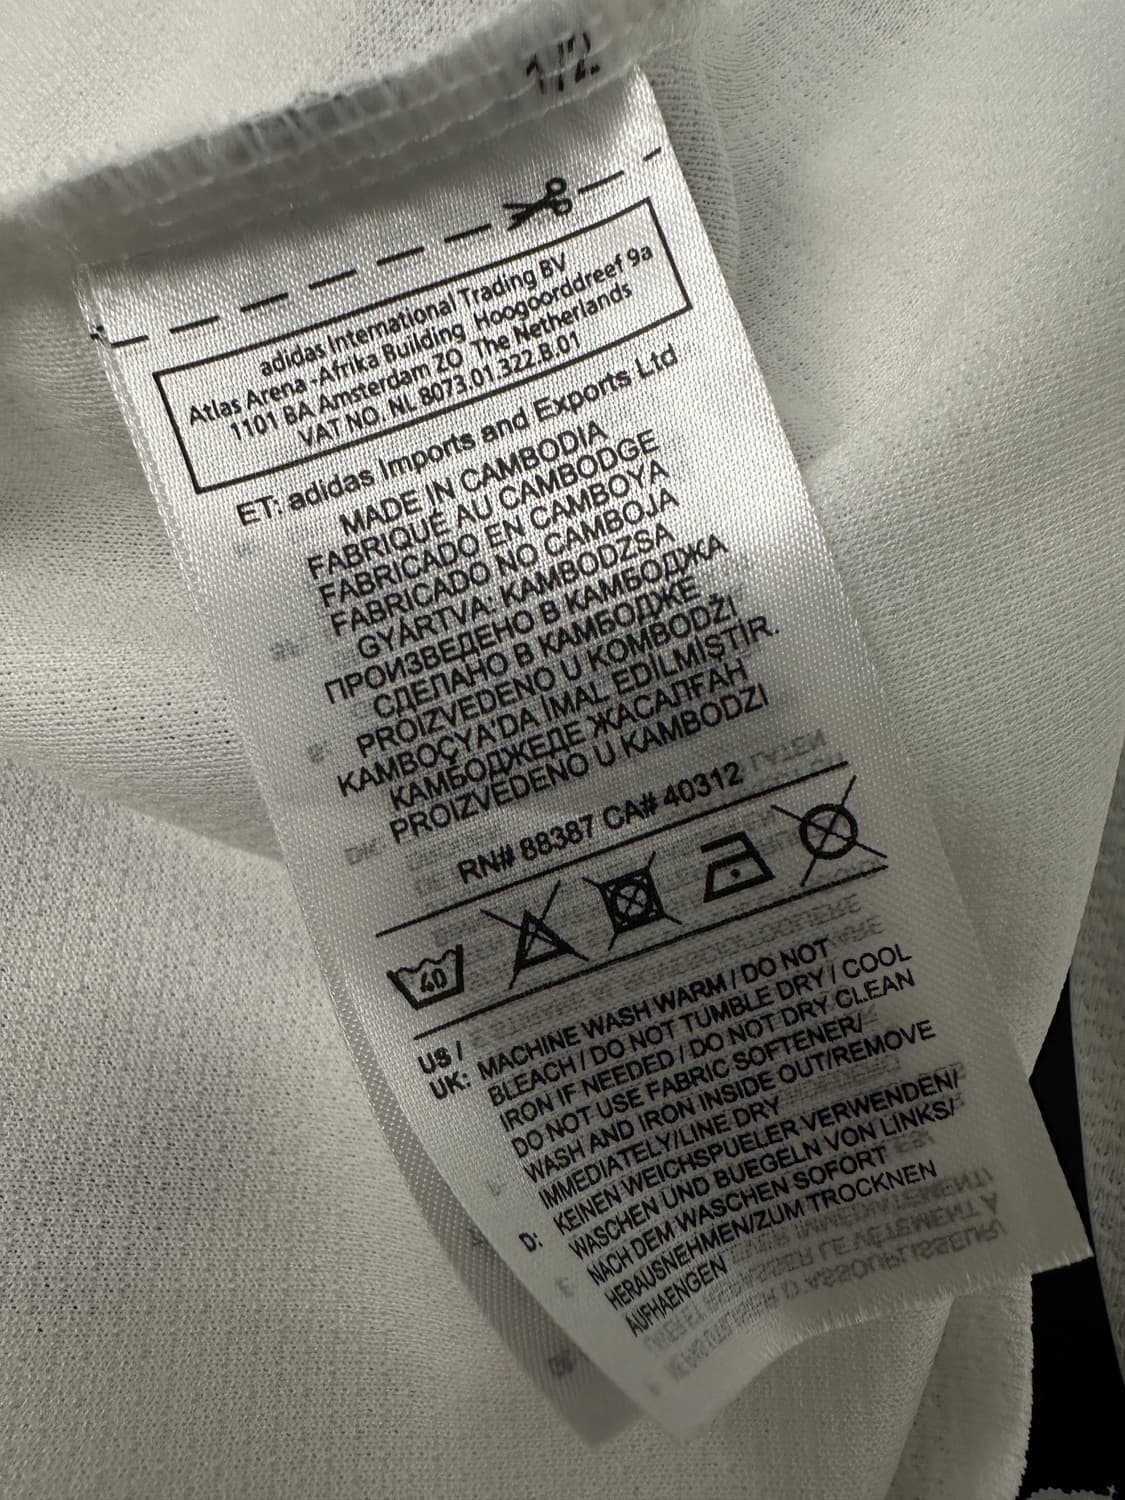 1/2
adidas International Trading BV
Atlas Arena -Afrika Building Hoogoorddreef 9a
1101 BA Amsterdam ZO The Netherlands
VAT NO. NL 8073.01.322.B.01
ET: adidas Imports and Exports Ltd
MADE IN CAMBODIA
FABRIQUÉ AU CAMBODGE
FABRICADO EN CAMBOYA
FABRICADO NO CAMBOJA
GYÁRTVA: KAMBODZSA
ПРОИЗВЕДЕНО В КАМБОДЖА
СДЕЛАНО В КАМБОДЖЕ
PROIZVEDENO U KOMBODŽI
KAMBOÇYA'DA İMAL EDİLMİŞTİR.
КАМБОДЖЕДЕ ЖАСАЛҒАН
PROIZVEDENO U KAMBODZI
RN# 88387 CA# 40312
40
US / UK: MACHINE WASH WARM / DO NOT
BLEACH / DO NOT TUMBLE DRY / COOL
IRON IF NEEDED / DO NOT DRY CLEAN
DO NOT USE FABRIC SOFTENER/
WASH AND IRON INSIDE OUT/REMOVE
IMMEDIATELY/LINE DRY
D: KEINEN WEICHSPUELER VERWENDEN/
WASCHEN UND BUEGELN VON LINKS/
NACH DEM WASCHEN SOFORT
HERAUSNEHMEN/ZUM TROCKNEN
AUFHAENGEN